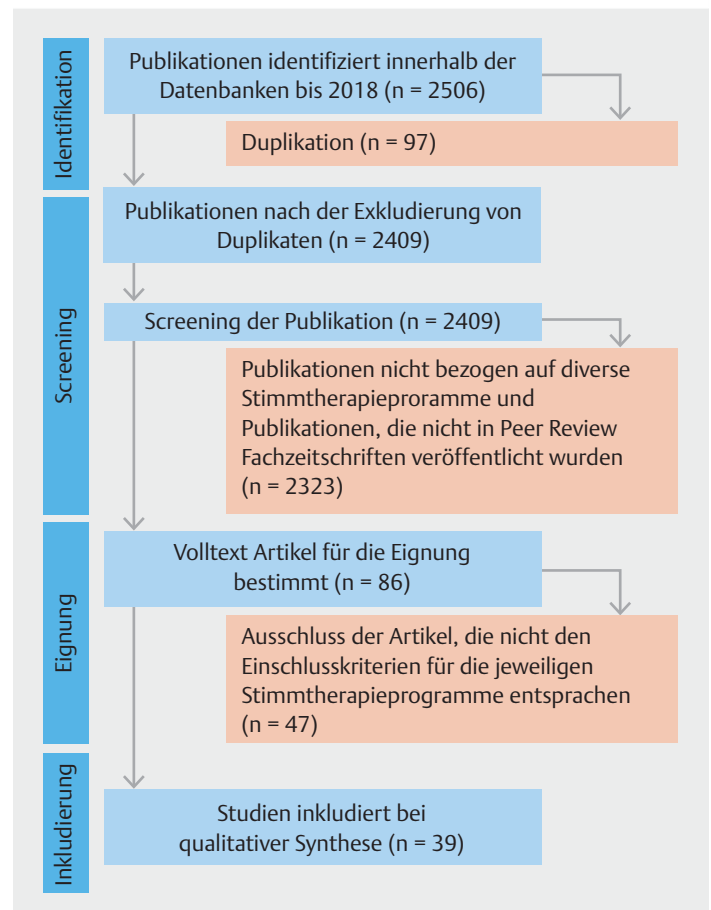 Identifikation
Publikationen identifiziert innerhalb der
Datenbanken bis 2018 (n = 2506)
Duplikation (n = 97)
Screening
Publikationen nach der Exkludierung von
Duplikaten (n = 2409)
Screening der Publikation (n = 2409)
Publikationen nicht bezogen auf diverse
Stimmtherapieproramme und
Publikationen, die nicht in Peer Review
Fachzeitschriften veröffentlicht wurden
(n = 2323)
Eignung
Volltext Artikel für die Eignung
bestimmt (n = 86)
Ausschluss der Artikel, die nicht den
Einschlusskriterien für die jeweiligen
Stimmtherapieprogramme entsprachen
(n = 47)
Inkludierung
Studien inkludiert bei
qualitativer Synthese (n = 39)